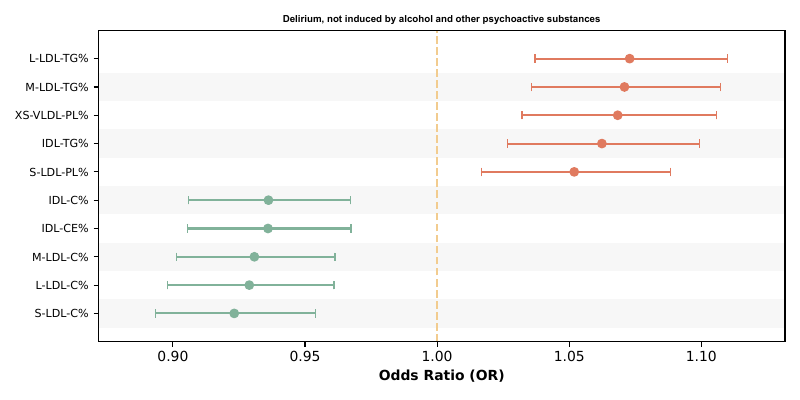 Delirium, not induced by alcohol and other psychoactive substances
L-LDL-TG%
M-LDL-TG%
XS-VLDL-PL%
IDL-TG%
S-LDL-PL%
IDL-C%
IDL-CE%
M-LDL-C%
L-LDL-C%
S-LDL-C%
0.90 0.95 1.00 1.05 1.10
Odds Ratio (OR)